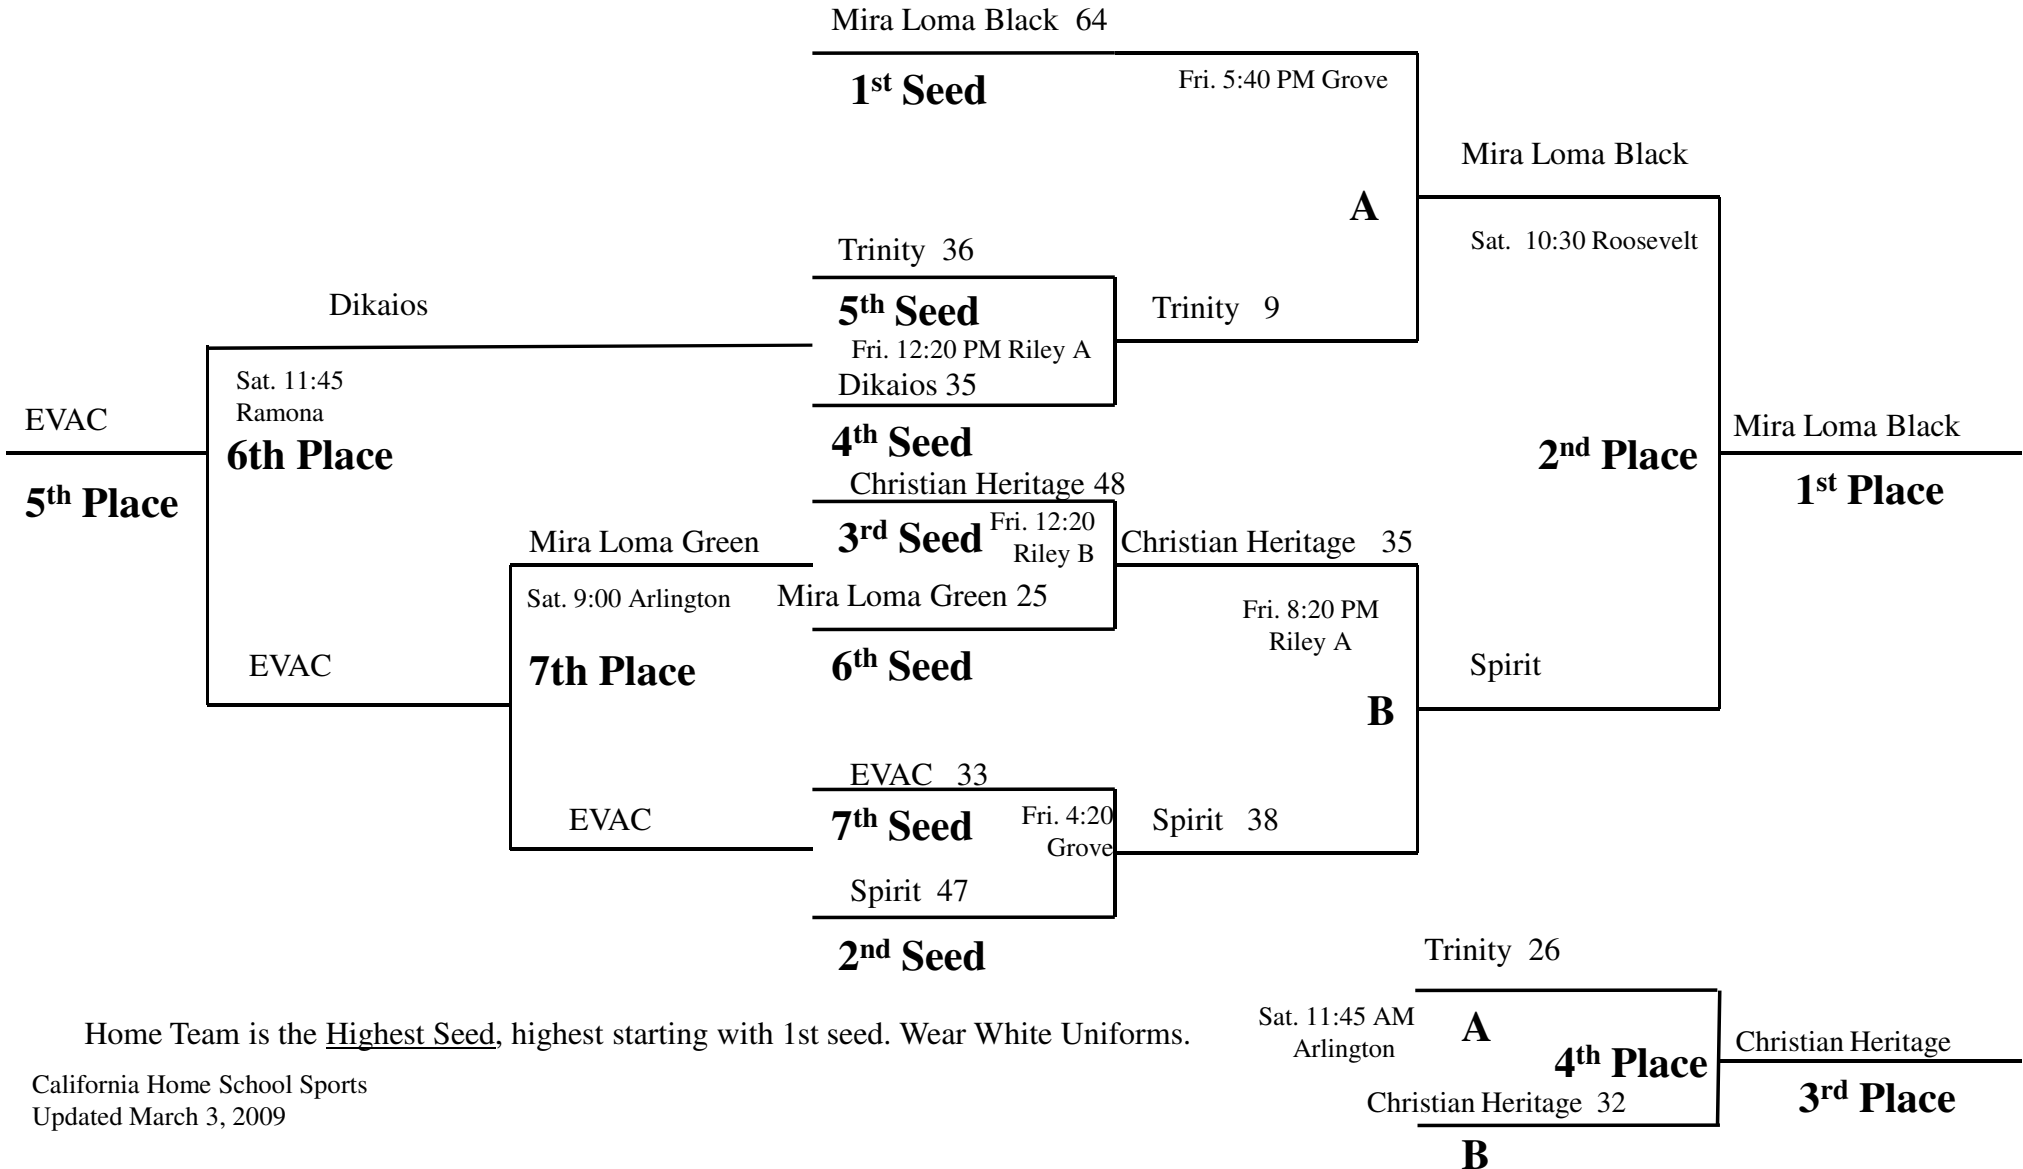 Mira Loma Black 64
1st Seed
Fri. 5:40 PM Grove
Mira Loma Black
A
Trinity 36
Sat. 10:30 Roosevelt
Dikaios
5th Seed
Trinity 9
Fri. 12:20 PM Riley A
Sat. 11:45
Ramona
Dikaios 35
EVAC
6th Place
4th Seed
2nd Place
Mira Loma Black
5th Place
Christian Heritage 48
1st Place
Mira Loma Green
3rd Seed
Fri. 12:20
Riley B
Christian Heritage 35
Sat. 9:00 Arlington
Mira Loma Green 25
Fri. 8:20 PM
Riley A
EVAC
7th Place
6th Seed
Spirit
B
EVAC 33
EVAC
7th Seed
Fri. 4:20
Grove
Spirit 38
Spirit 47
2nd Seed
Trinity 26
Home Team is the Highest Seed, highest starting with 1st seed. Wear White Uniforms.
Sat. 11:45 AM
Arlington
A
4th Place
Christian Heritage
California Home School Sports
Updated March 3, 2009
Christian Heritage 32
3rd Place
B